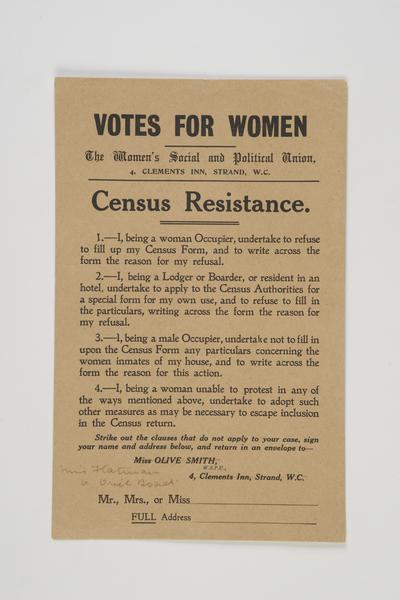 VOTES FOR WOMEN
The Women's Social and Political Union,
4, CLEMENTS INN, STRAND, W.C.
Census Resistance.
1.—I, being a woman Occupier, undertake to refuse
to fill up my Census Form, and to write across the
form the reason for my refusal.
2.—I, being a Lodger or Boarder, or resident in an
hotel, undertake to apply to the Census Authorities for
a special form for my own use, and to refuse to fill in
the particulars, writing across the form the reason for
my refusal.
3.—I, being a male Occupier, undertake not to fill in
upon the Census Form any particulars concerning the
women inmates of my house, and to write across the
form the reason for this action.
4.—I, being a woman unable to protest in any of
the ways mentioned above, undertake to adopt such
other measures as may be necessary to escape inclusion
in the Census return.
Strike out the clauses that do not apply to your case, sign
your name and address below, and return in an envelope to—
Miss OLIVE SMITH,
W.S.P.U.,
4, Clements Inn, Strand, W.C.
Miss Flatman
Mr., Mrs., or Miss
FULL Address